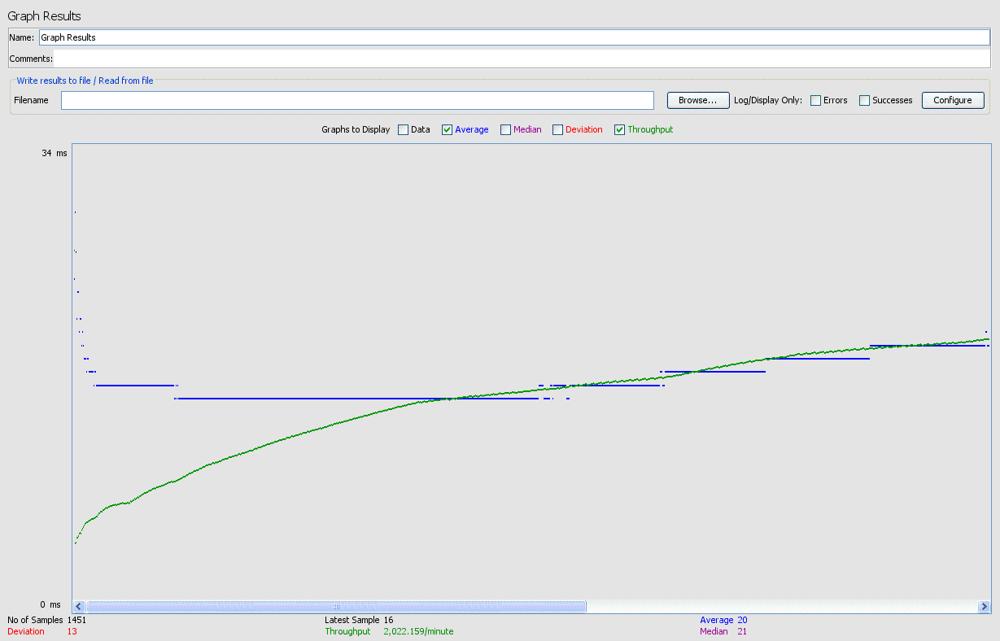 Graph Results
Name: Graph Results
Comments:
Write results to file / Read from file
Filename Browse... Log/Display Only: Errors Successes Configure
Graphs to Display Data Average Median Deviation Throughput
34 ms
0 ms
No of Samples 1451 Latest Sample 16 Average 20
Deviation 13 Throughput 2,022.159/minute Median 21